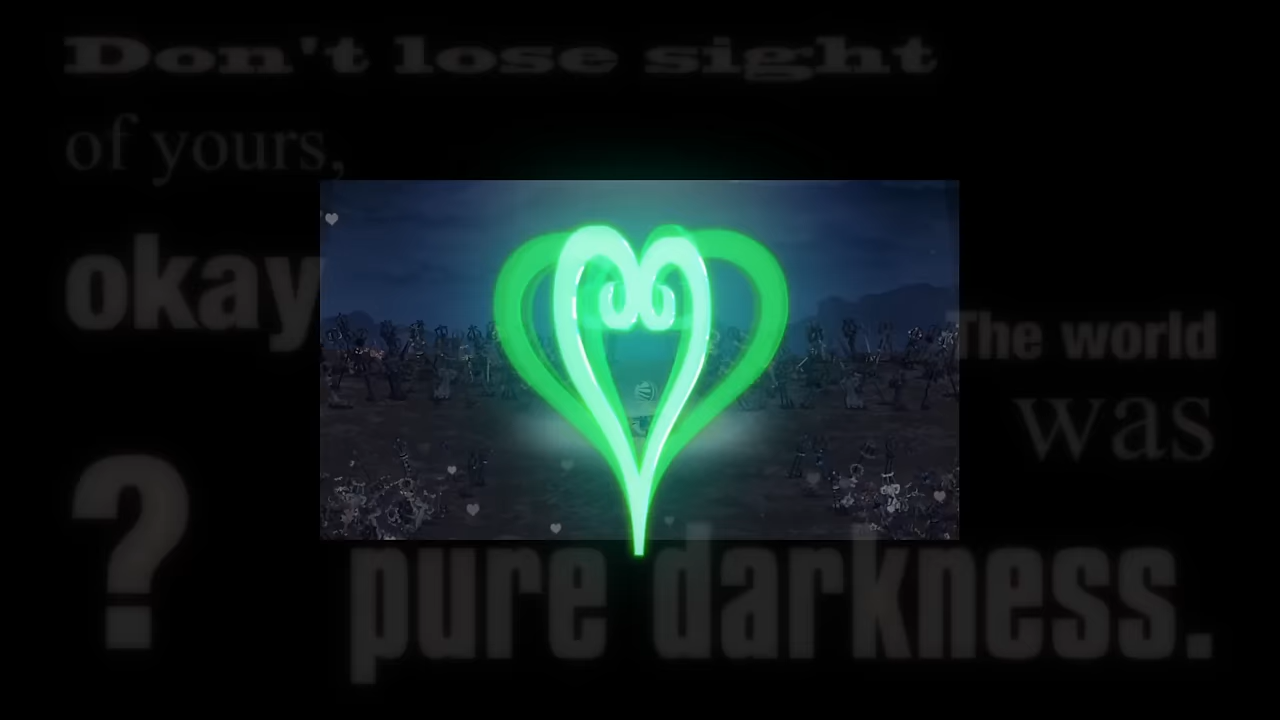 Don't lose sight
of yours,
okay
?
The world
was
pure darkness.